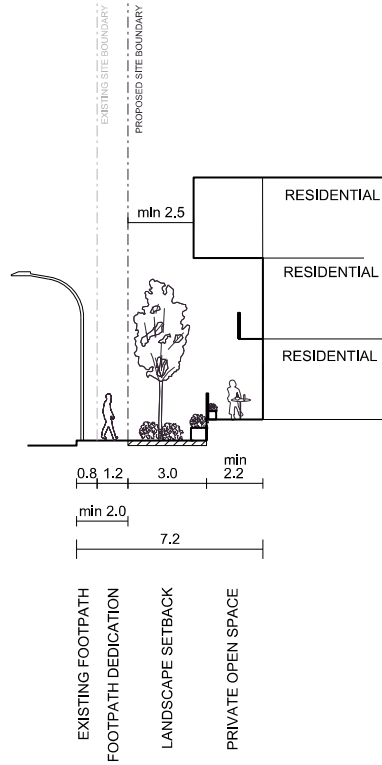 EXISTING SITE BOUNDARY
PROPOSED SITE BOUNDARY
min 2.5
RESIDENTIAL
RESIDENTIAL
RESIDENTIAL
0.8
1.2
3.0
min
2.2
min 2.0
7.2
EXISTING FOOTPATH
FOOTPATH DEDICATION
LANDSCAPE SETBACK
PRIVATE OPEN SPACE